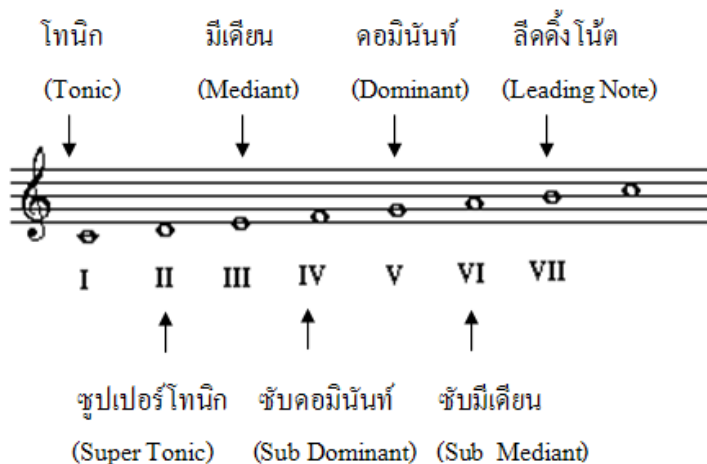 โทนิก มีเดียน ดอมินันท์ ลีดดิ้งโน้ต
(Tonic) (Mediant) (Dominant) (Leading Note)
I II III IV V VI VII
ซูปเปอร์โทนิก ซับดอมินันท์ ซับมีเดียน
(Super Tonic) (Sub Dominant) (Sub Mediant)